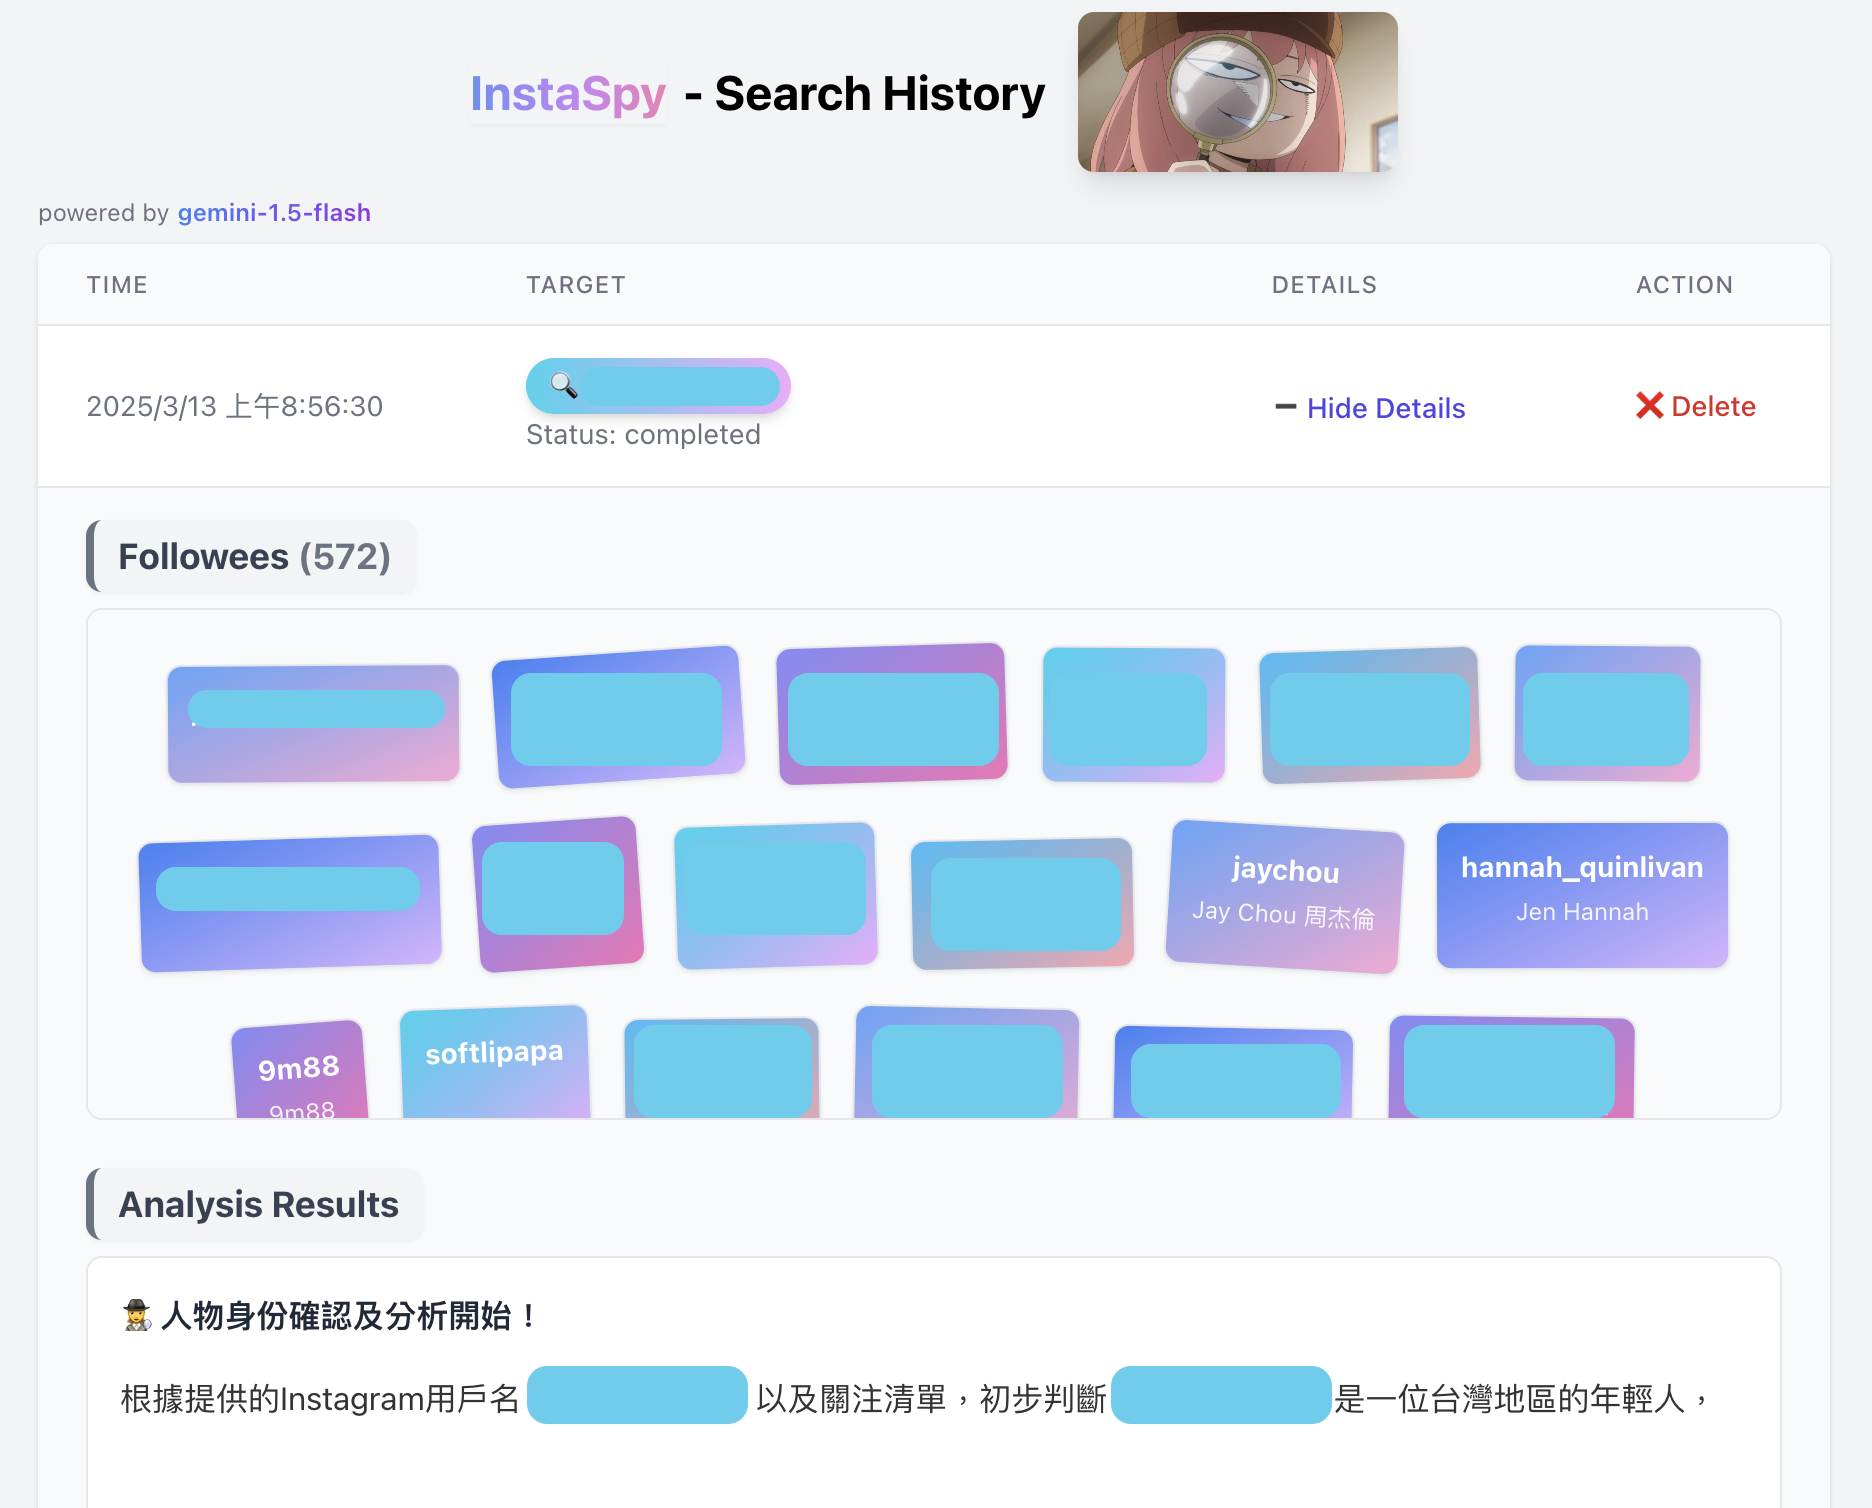 InstaSpy - Search History
powered by gemini-1.5-flash
TIME TARGET DETAILS ACTION
2025/3/13 上午8:56:30
Status: completed
Hide Details
Delete
Followees (572)
jaychou
Jay Chou 周杰倫
hannah_quinlivan
Jen Hannah
9m88
9m88
softlipapa
Analysis Results
人物身份確認及分析開始！
根據提供的Instagram用戶名 以及關注清單，初步判斷 是一位台灣地區的年輕人，